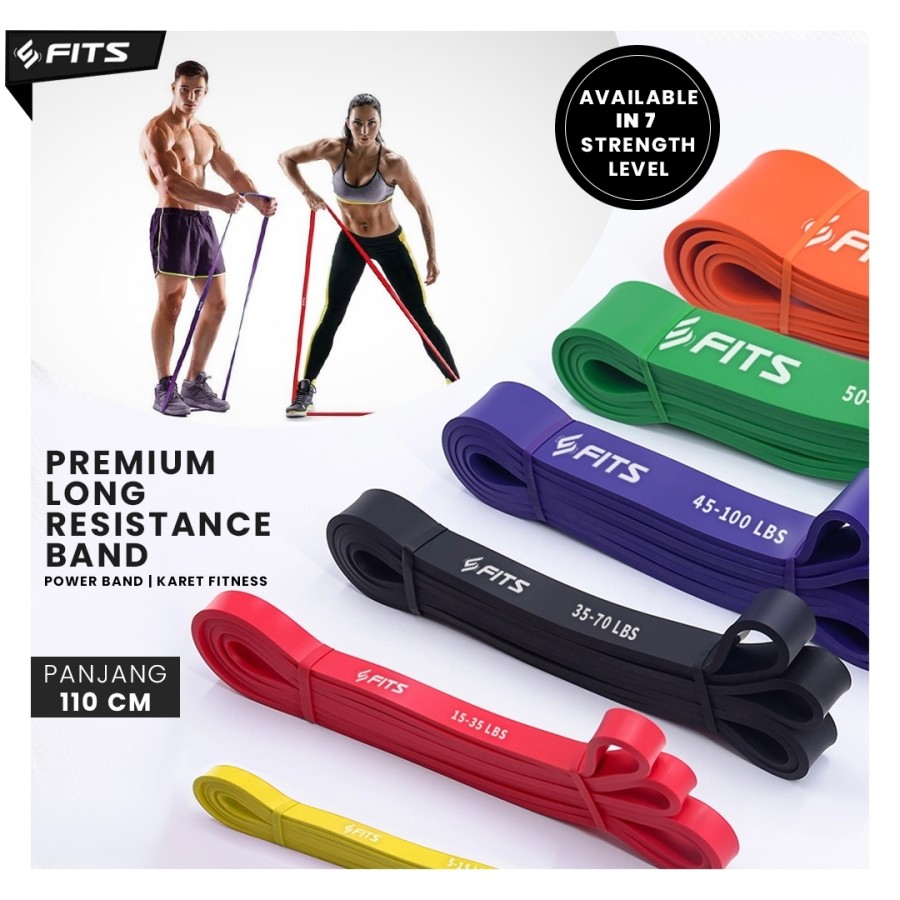 FITS
AVAILABLE
IN 7
STRENGTH
LEVEL
FITS
50-
FITS
45-100 LBS
PREMIUM
LONG
RESISTANCE
BAND
POWER BAND | KARET FITNESS
FITS
35-70 LBS
PANJANG
110 CM
FITS
15-35 LBS
FITS